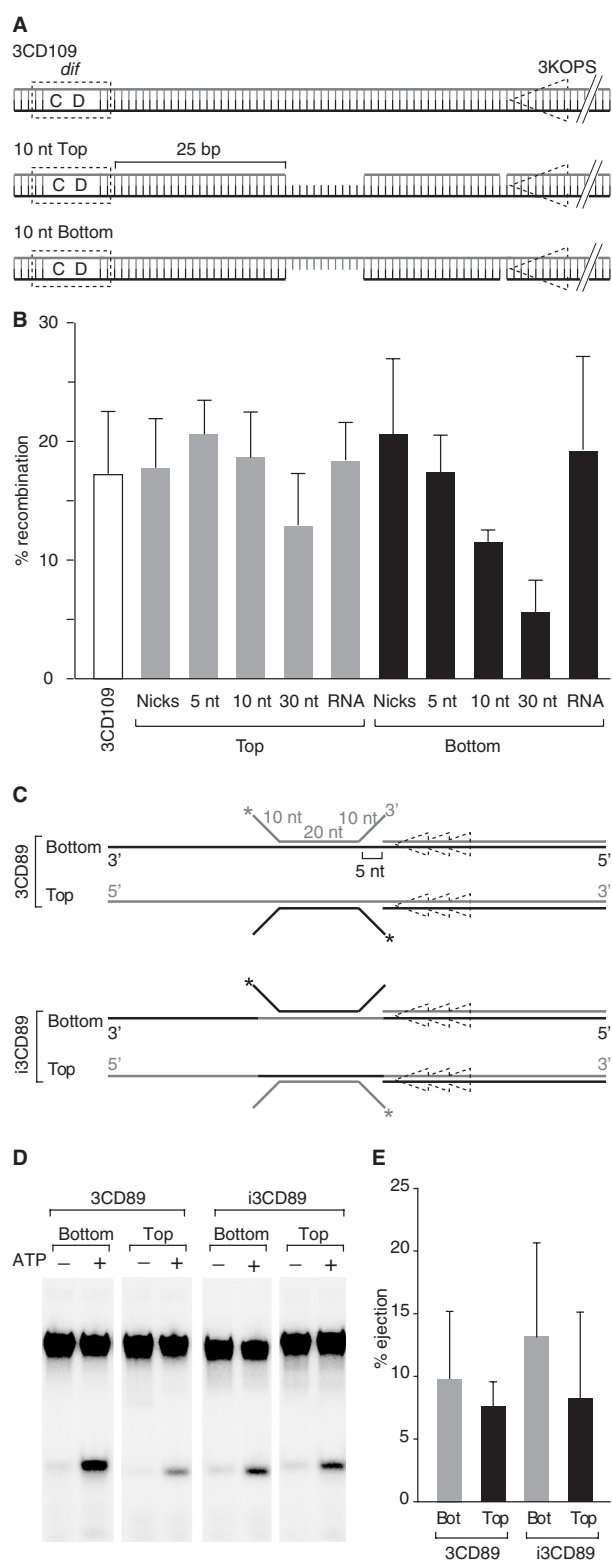 A
3CD109
dif
3KOPS
C D
10 nt Top
25 bp
C D
10 nt Bottom
C D
B
30
20
10
0
% recombination
3CD109
Nicks 5 nt 10 nt 30 nt RNA Nicks 5 nt 10 nt 30 nt RNA
Top Bottom
C
* 10 nt 10 nt 3’
20 nt
3CD89
Bottom
3’ 5’
5 nt
Top
5’ 3’
*
*
i3CD89
Bottom
3’ 5’
Top
5’ 3’
*
D
3CD89 i3CD89
Bottom Top Bottom Top
ATP – + – + – + – +
E
25
20
15
10
5
0
% ejection
Bot Top Bot Top
3CD89 i3CD89